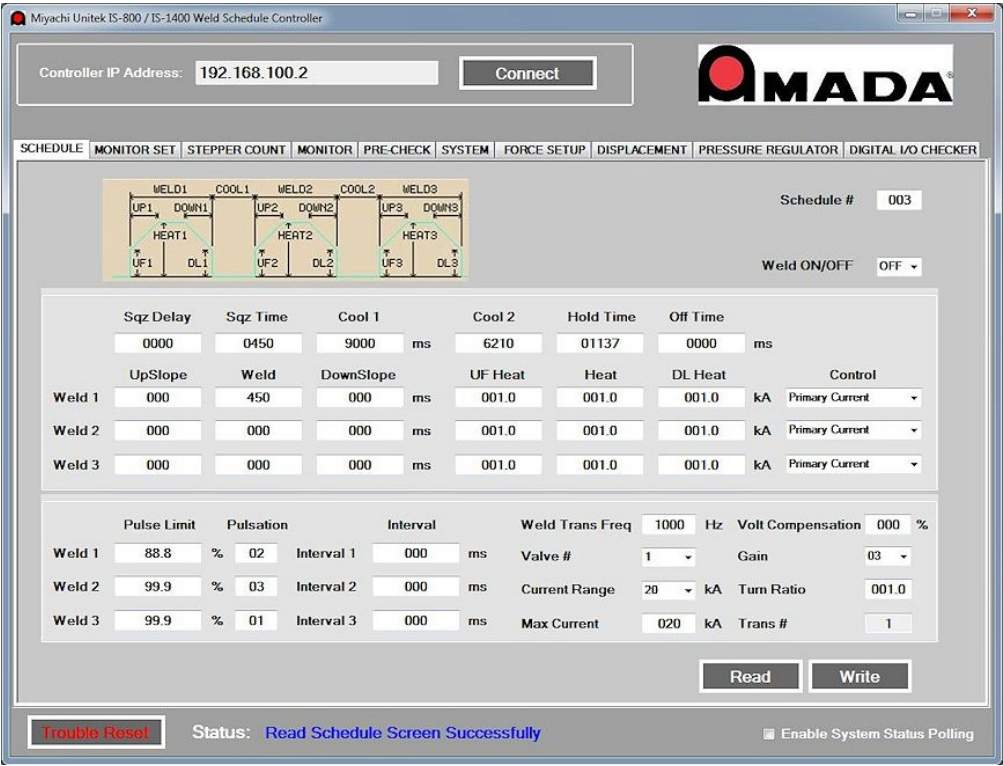 Miyachi Unitek IS-800 / IS-1400 Weld Schedule Controller
Controller IP Address: 192.168.100.2 Connect
AMADA®
SCHEDULE MONITOR SET STEPPER COUNT MONITOR PRE-CHECK SYSTEM FORCE SETUP DISPLACEMENT PRESSURE REGULATOR DIGITAL I/O CHECKER
WELD1 COOL1 WELD2 COOL2 WELD3
UP1 DOWN1 UP2 DOWN2 UP3 DOWN3
HEAT1 HEAT2 HEAT3
UF1 DL1 UF2 DL2 UF3 DL3
Schedule # 003
Weld ON/OFF OFF
Sqz Delay Sqz Time Cool 1 Cool 2 Hold Time Off Time
0000 0450 9000 ms 6210 01137 0000 ms
UpSlope Weld DownSlope UF Heat Heat DL Heat Control
Weld 1 000 450 000 ms 001.0 001.0 001.0 kA Primary Current
Weld 2 000 000 000 ms 001.0 001.0 001.0 kA Primary Current
Weld 3 000 000 000 ms 001.0 001.0 001.0 kA Primary Current
Pulse Limit Pulsation Interval Weld Trans Freq 1000 Hz Volt Compensation 000 %
Weld 1 88.8 % 02 Interval 1 000 ms Valve # 1 Gain 03
Weld 2 99.9 % 03 Interval 2 000 ms Current Range 20 kA Turn Ratio 001.0
Weld 3 99.9 % 01 Interval 3 000 ms Max Current 020 kA Trans # 1
Read Write
Trouble Reset Status: Read Schedule Screen Successfully Enable System Status Polling